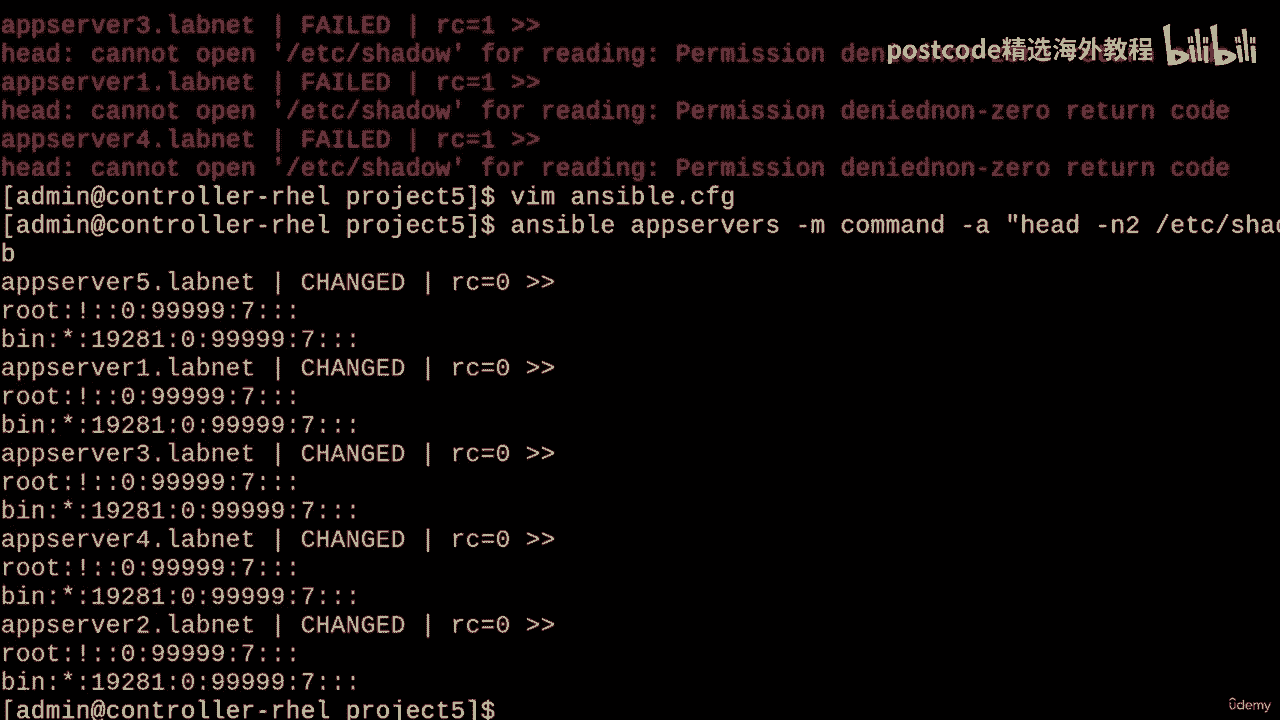 appserver3.labnet | FAILED | rc=1 >>
head: cannot open '/etc/shadow' for reading: Permission
postcode精选海外教程 bilibili
appserver1.labnet | FAILED | rc=1 >>
head: cannot open '/etc/shadow' for reading: Permission deniednon-zero return code
appserver4.labnet | FAILED | rc=1 >>
head: cannot open '/etc/shadow' for reading: Permission deniednon-zero return code
[admin@controller-rhel project5]$ vim ansible.cfg
[admin@controller-rhel project5]$ ansible appservers -m command -a "head -n2 /etc/shad
b
appserver5.labnet | CHANGED | rc=0 >>
root:!::0:99999:7:::
bin:*:19281:0:99999:7:::
appserver1.labnet | CHANGED | rc=0 >>
root:!::0:99999:7:::
bin:*:19281:0:99999:7:::
appserver3.labnet | CHANGED | rc=0 >>
root:!::0:99999:7:::
bin:*:19281:0:99999:7:::
appserver4.labnet | CHANGED | rc=0 >>
root:!::0:99999:7:::
bin:*:19281:0:99999:7:::
appserver2.labnet | CHANGED | rc=0 >>
root:!::0:99999:7:::
bin:*:19281:0:99999:7:::
[admin@controller-rhel project5]$
ûdemy